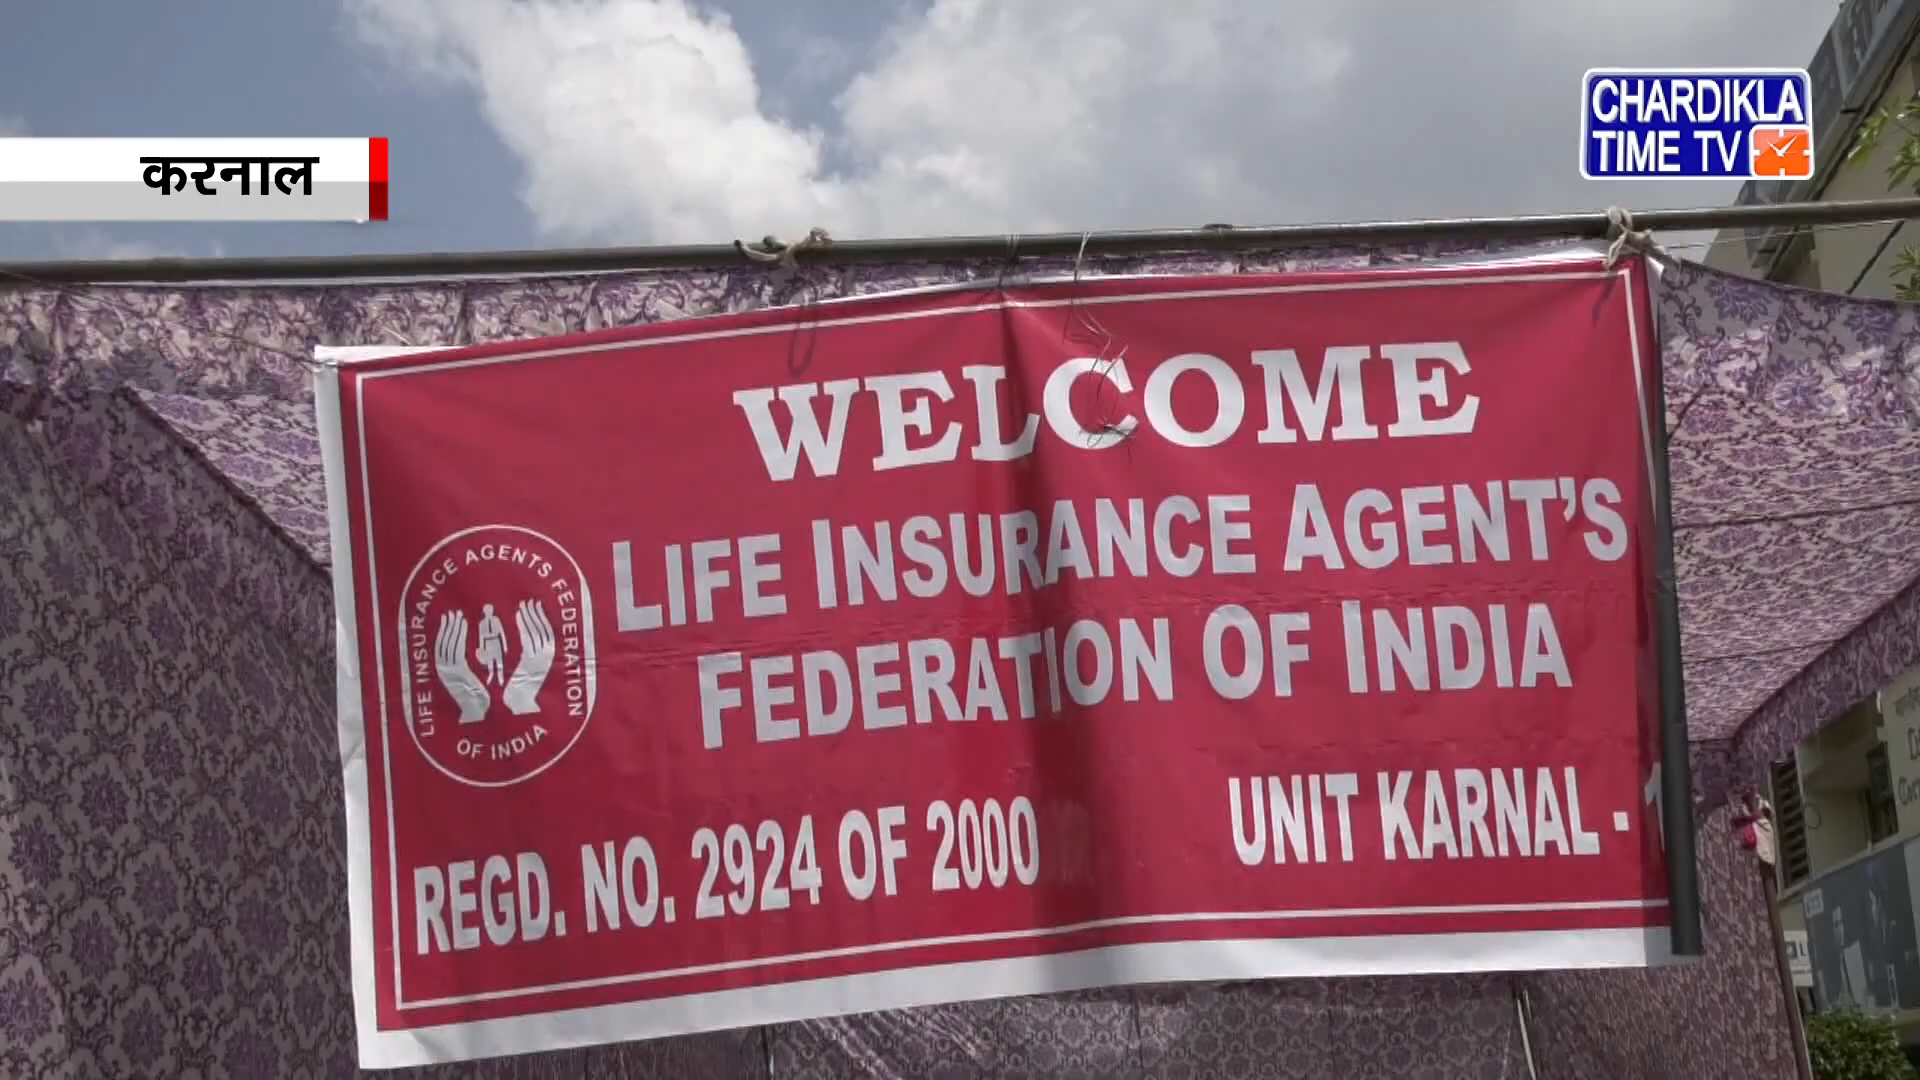 CHARDIKLA
TIME TV
करनाल
WELCOME
LIFE INSURANCE AGENT'S
FEDERATION OF INDIA
LIFE INSURANCE AGENTS FEDERATION
OF INDIA
REGD. NO. 2924 OF 2000
UNIT KARNAL -